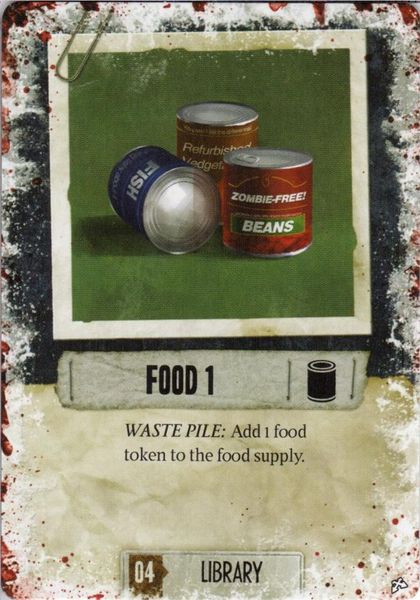 Refurbished
Vedget
FISH
ZOMBIE-FREE!
BEANS
FOOD 1
WASTE PILE: Add 1 food
token to the food supply.
04 LIBRARY